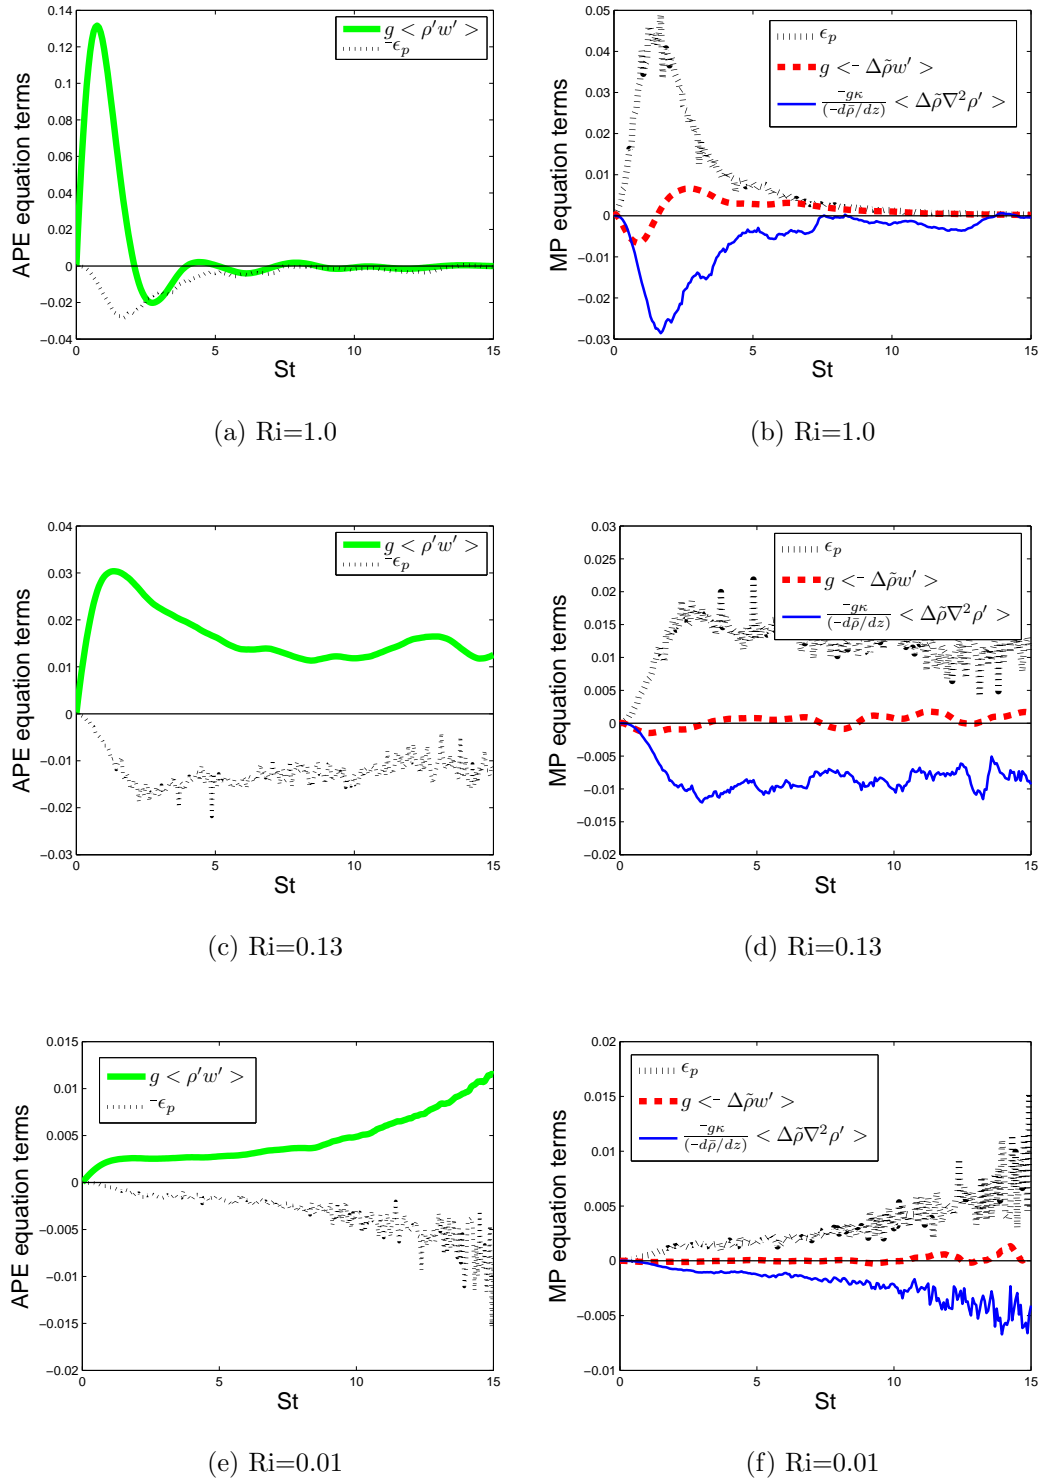 APE equation terms
0.14
0.12
0.10
0.08
0.06
0.04
0.02
0
−0.02
−0.04
0 5 10 15
St
g < ρ′w′ >
−ϵp
(a) Ri=1.0
MP equation terms
0.05
0.04
0.03
0.02
0.01
0
−0.01
−0.02
−0.03
0 5 10 15
St
ϵp
g <− Δρ̃w′ >
−gκ/(−dρ̄/dz) < Δρ̃∇²ρ′ >
(b) Ri=1.0
APE equation terms
0.04
0.03
0.02
0.01
0
−0.01
−0.02
−0.03
0 5 10 15
St
g < ρ′w′ >
−ϵp
(c) Ri=0.13
MP equation terms
0.03
0.025
0.02
0.015
0.01
0.005
0
−0.005
−0.01
−0.015
−0.02
0 5 10 15
St
ϵp
g <− Δρ̃w′ >
−gκ/(−dρ̄/dz) < Δρ̃∇²ρ′ >
(d) Ri=0.13
APE equation terms
0.015
0.01
0.005
0
−0.005
−0.01
−0.015
−0.02
0 5 10 15
St
g < ρ′w′ >
−ϵp
(e) Ri=0.01
MP equation terms
0.02
0.015
0.01
0.005
0
−0.005
−0.01
0 5 10 15
St
ϵp
g <− Δρ̃w′ >
−gκ/(−dρ̄/dz) < Δρ̃∇²ρ′ >
(f) Ri=0.01